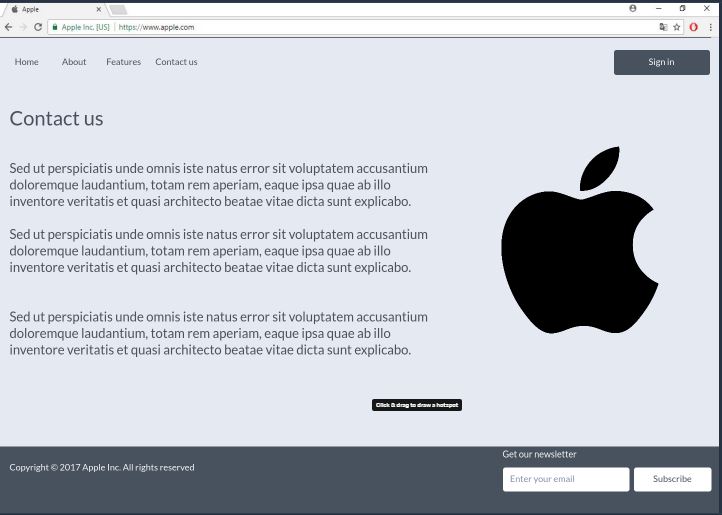 Apple
Apple Inc. [US] https://www.apple.com
Home About Features Contact us Sign in
Contact us
Sed ut perspiciatis unde omnis iste natus error sit voluptatem accusantium
doloremque laudantium, totam rem aperiam, eaque ipsa quae ab illo
inventore veritatis et quasi architecto beatae vitae dicta sunt explicabo.
Sed ut perspiciatis unde omnis iste natus error sit voluptatem accusantium
doloremque laudantium, totam rem aperiam, eaque ipsa quae ab illo
inventore veritatis et quasi architecto beatae vitae dicta sunt explicabo.
Sed ut perspiciatis unde omnis iste natus error sit voluptatem accusantium
doloremque laudantium, totam rem aperiam, eaque ipsa quae ab illo
inventore veritatis et quasi architecto beatae vitae dicta sunt explicabo.
Click & drag to draw a hotspot
Copyright © 2017 Apple Inc. All rights reserved
Get our newsletter
Enter your email Subscribe